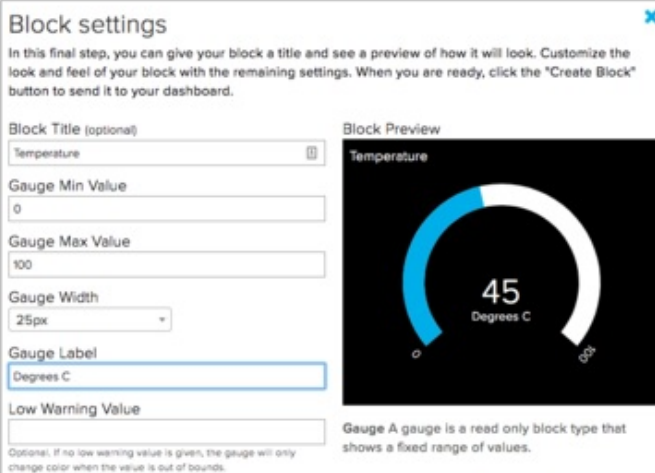 Block settings
In this final step, you can give your block a title and see a preview of how it will look. Customize the
look and feel of your block with the remaining settings. When you are ready, click the "Create Block"
button to send it to your dashboard.
Block Title (optional)
Temperature
Gauge Min Value
0
Gauge Max Value
100
Gauge Width
25px
Gauge Label
Degrees C
Low Warning Value
Optional. If no low warning value is given, the gauge will only
change color when the value is out of bounds.
Block Preview
Temperature
45
Degrees C
0
100
Gauge A gauge is a read only block type that
shows a fixed range of values.